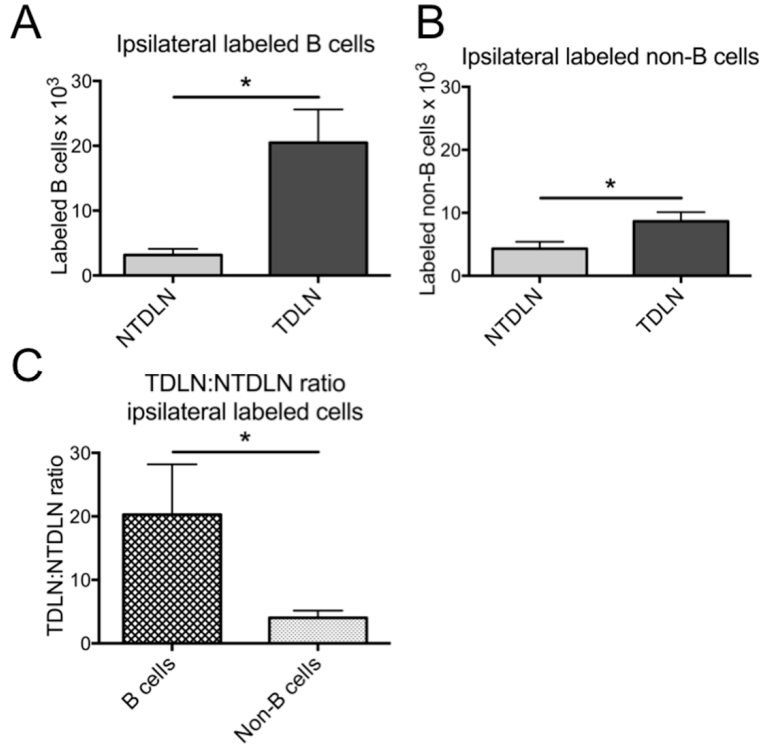 A
Ipsilateral labeled B cells
Labeled B cells x 10³
30
20
10
0
*
NTDLN
TDLN
B
Ipsilateral labeled non-B cells
Labeled non-B cells x 10³
30
20
10
0
*
NTDLN
TDLN
C
TDLN:NTDLN ratio
ipsilateral labeled cells
TDLN:NTDLN ratio
30
20
10
0
*
B cells
Non-B cells